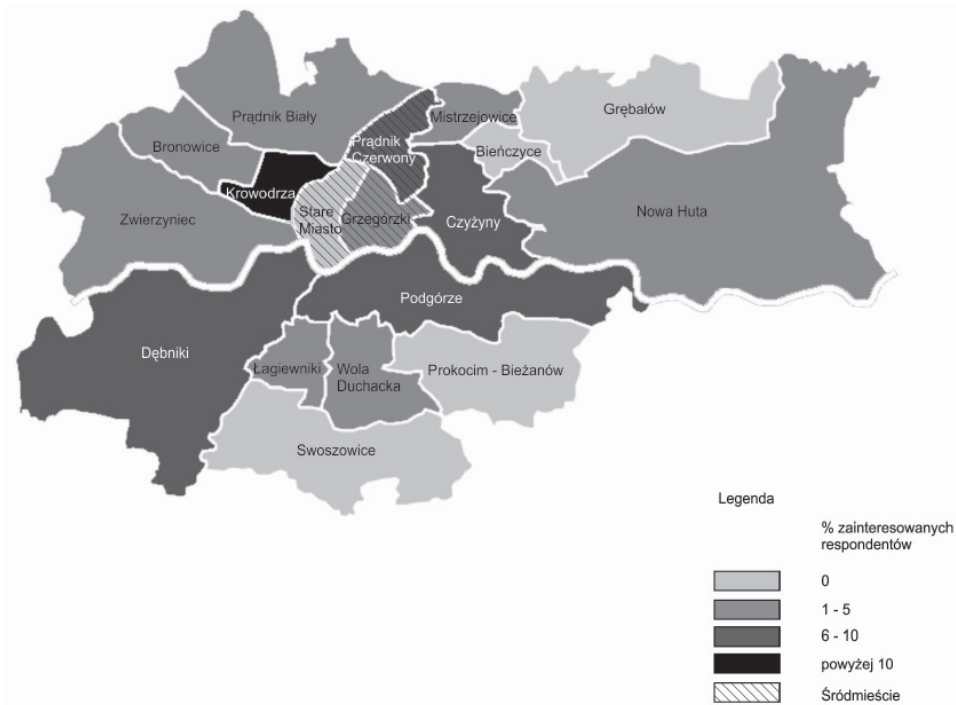 Grębałów
Prądnik Biały
Mistrzejowice
Bronowice
Prądnik
Czerwony
Bieńczyce
Krowodrza
Zwierzyniec
Stare
Miasto
Grzegórzki
Czyżyny
Nowa Huta
Podgórze
Dębniki
Łagiewniki
Wola
Duchacka
Prokocim - Bieżanów
Swoszowice
Legenda
% zainteresowanych
respondentów
0
1 - 5
6 - 10
powyżej 10
Śródmieście